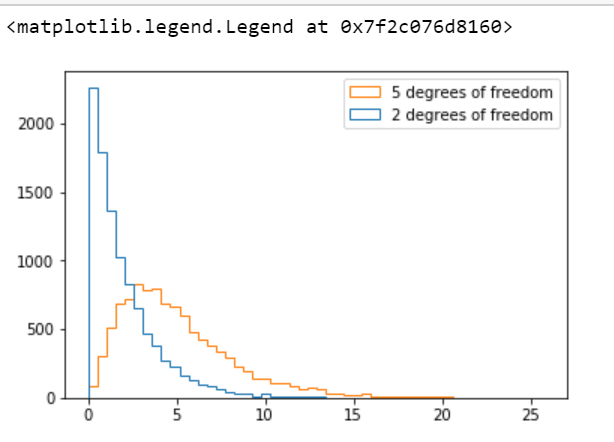 <matplotlib.legend.Legend at 0x7f2c076d8160>
5 degrees of freedom
2 degrees of freedom
2000
1500
1000
500
0
0 5 10 15 20 25